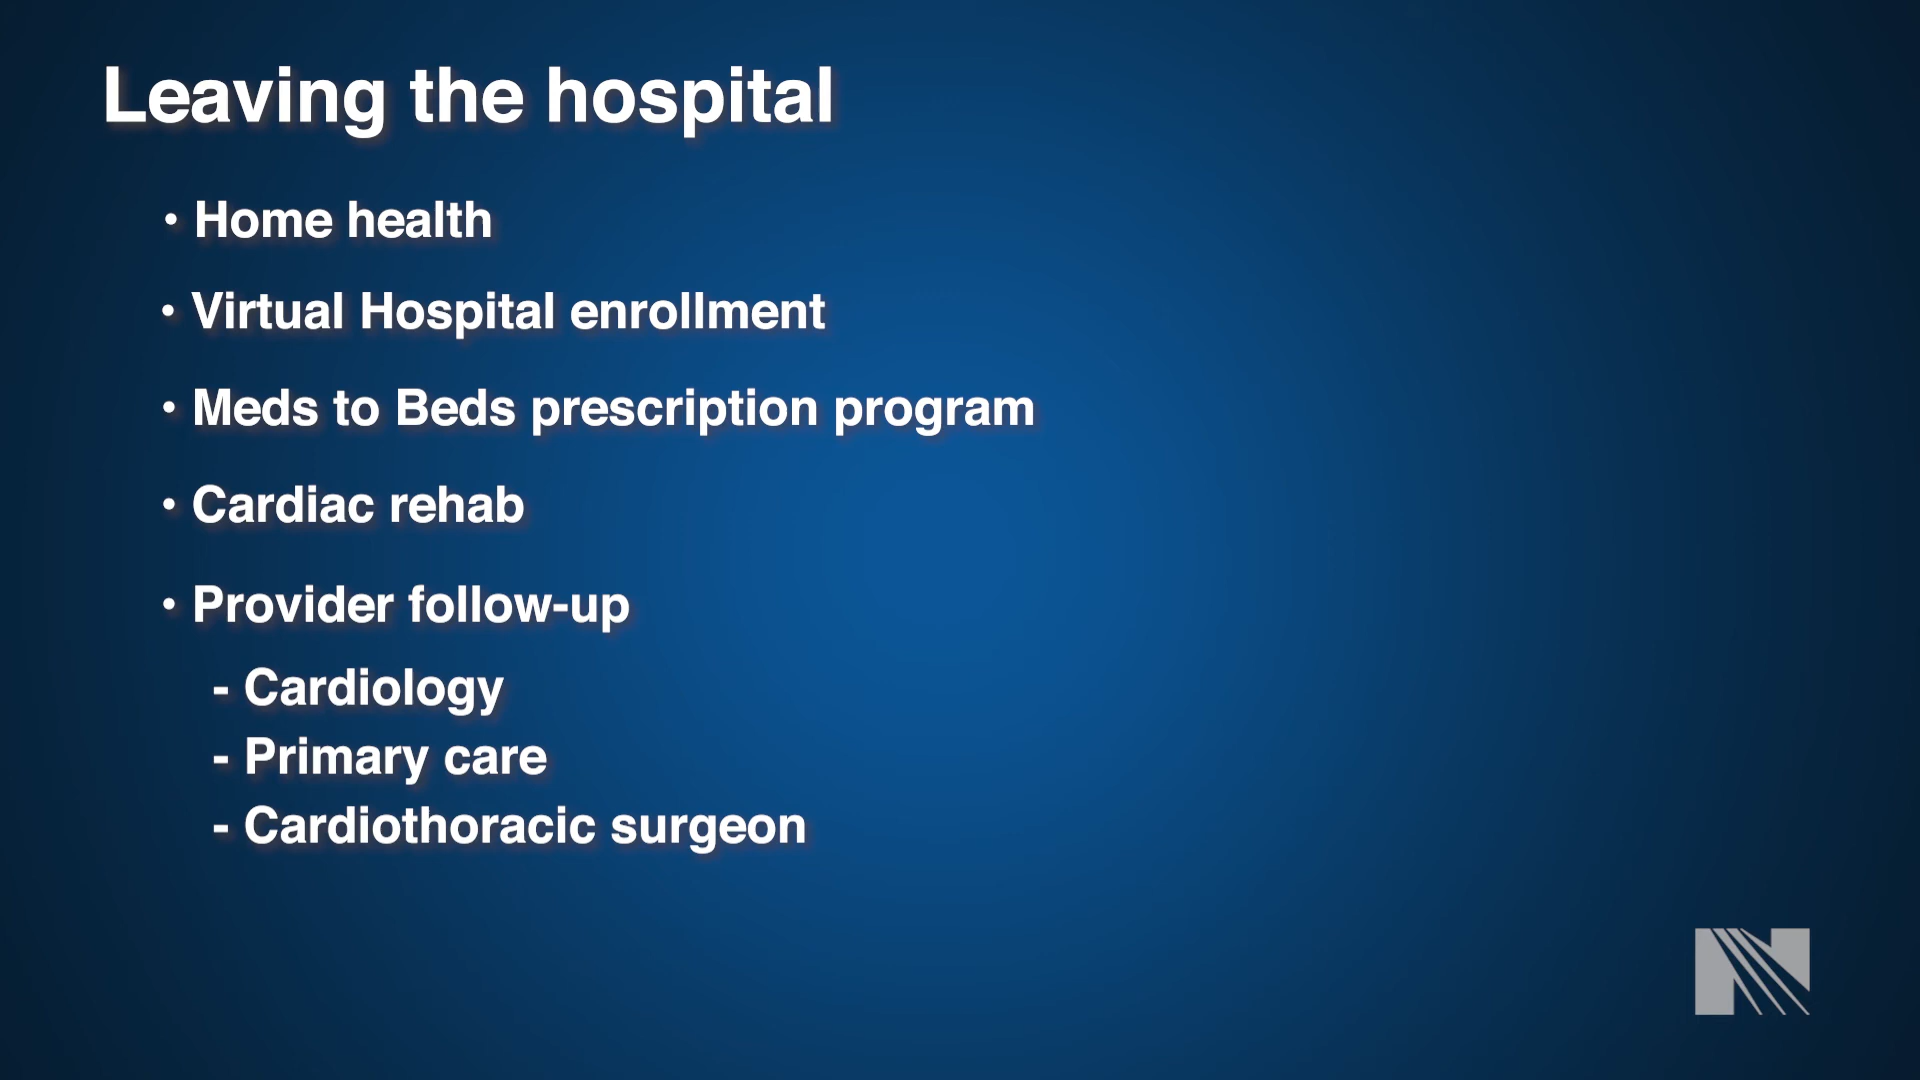 Leaving the hospital
• Home health
• Virtual Hospital enrollment
• Meds to Beds prescription program
• Cardiac rehab
• Provider follow-up
- Cardiology
- Primary care
- Cardiothoracic surgeon
N